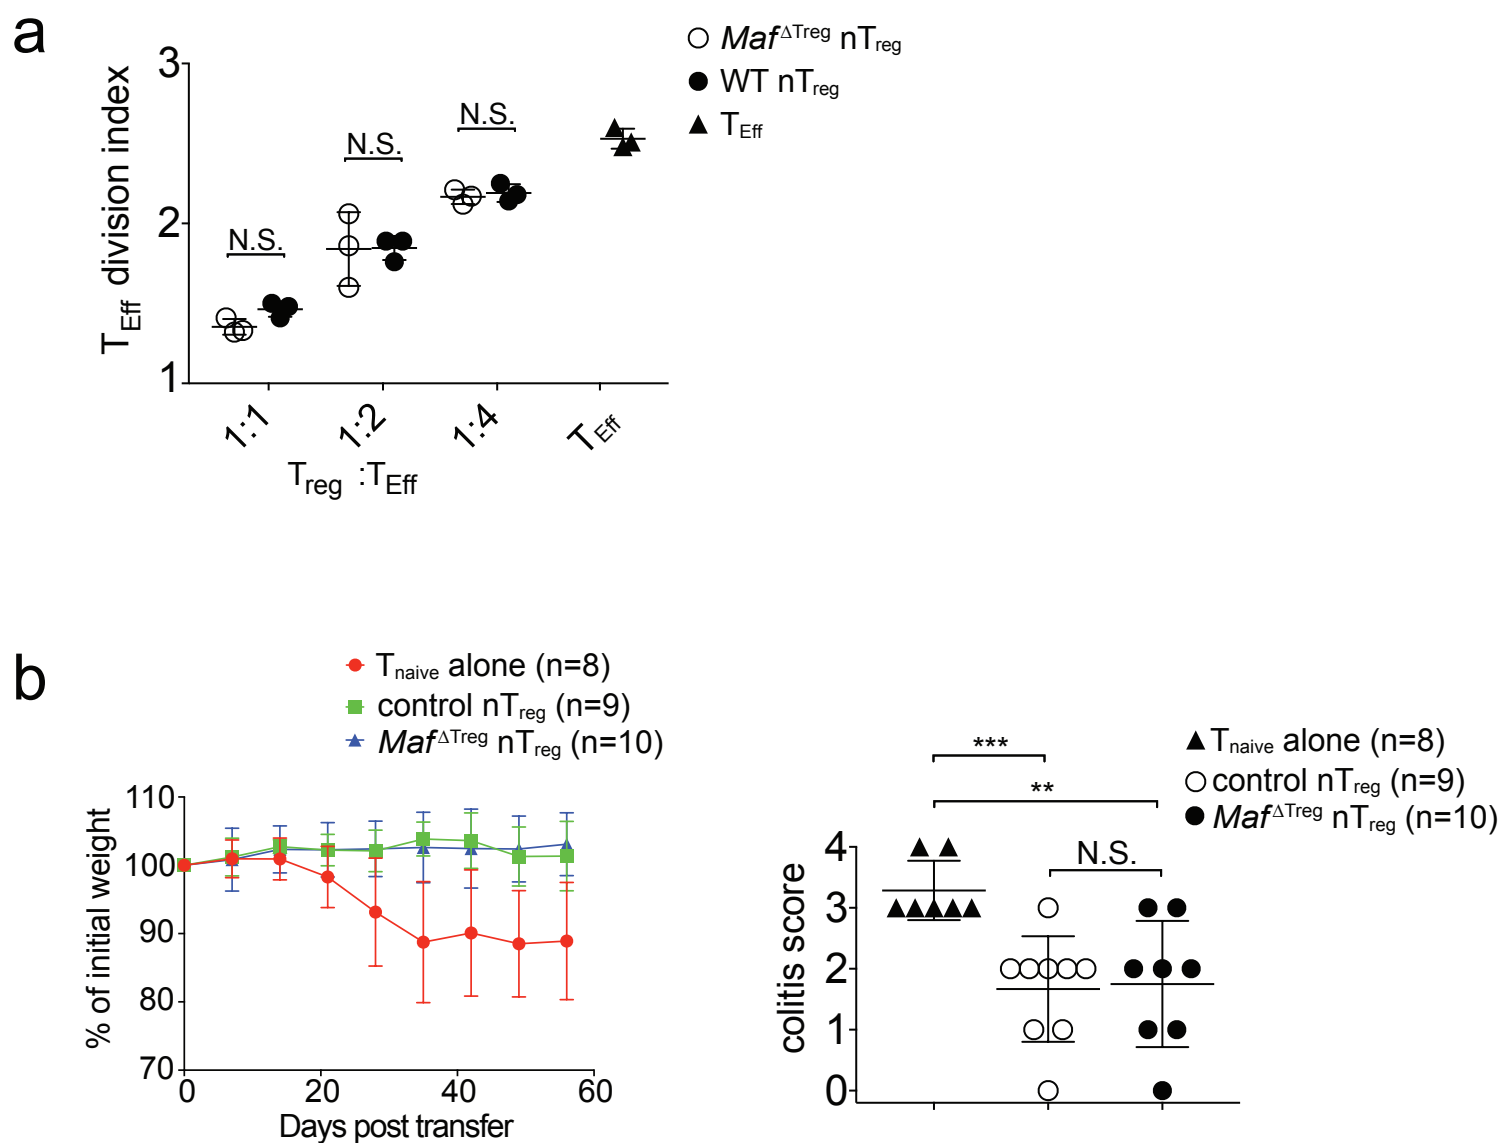 a
3
2
1
T_Eff division index
N.S.
N.S.
N.S.
Maf^ΔTreg nT_reg
WT nT_reg
T_Eff
1:1
1:2
1:4
T_Eff
T_reg :T_Eff
b
T_naive alone (n=8)
control nT_reg (n=9)
Maf^ΔTreg nT_reg (n=10)
% of initial weight
110
100
90
80
70
0
20
40
60
Days post transfer
***
**
N.S.
T_naive alone (n=8)
control nT_reg (n=9)
Maf^ΔTreg nT_reg (n=10)
colitis score
4
3
2
1
0